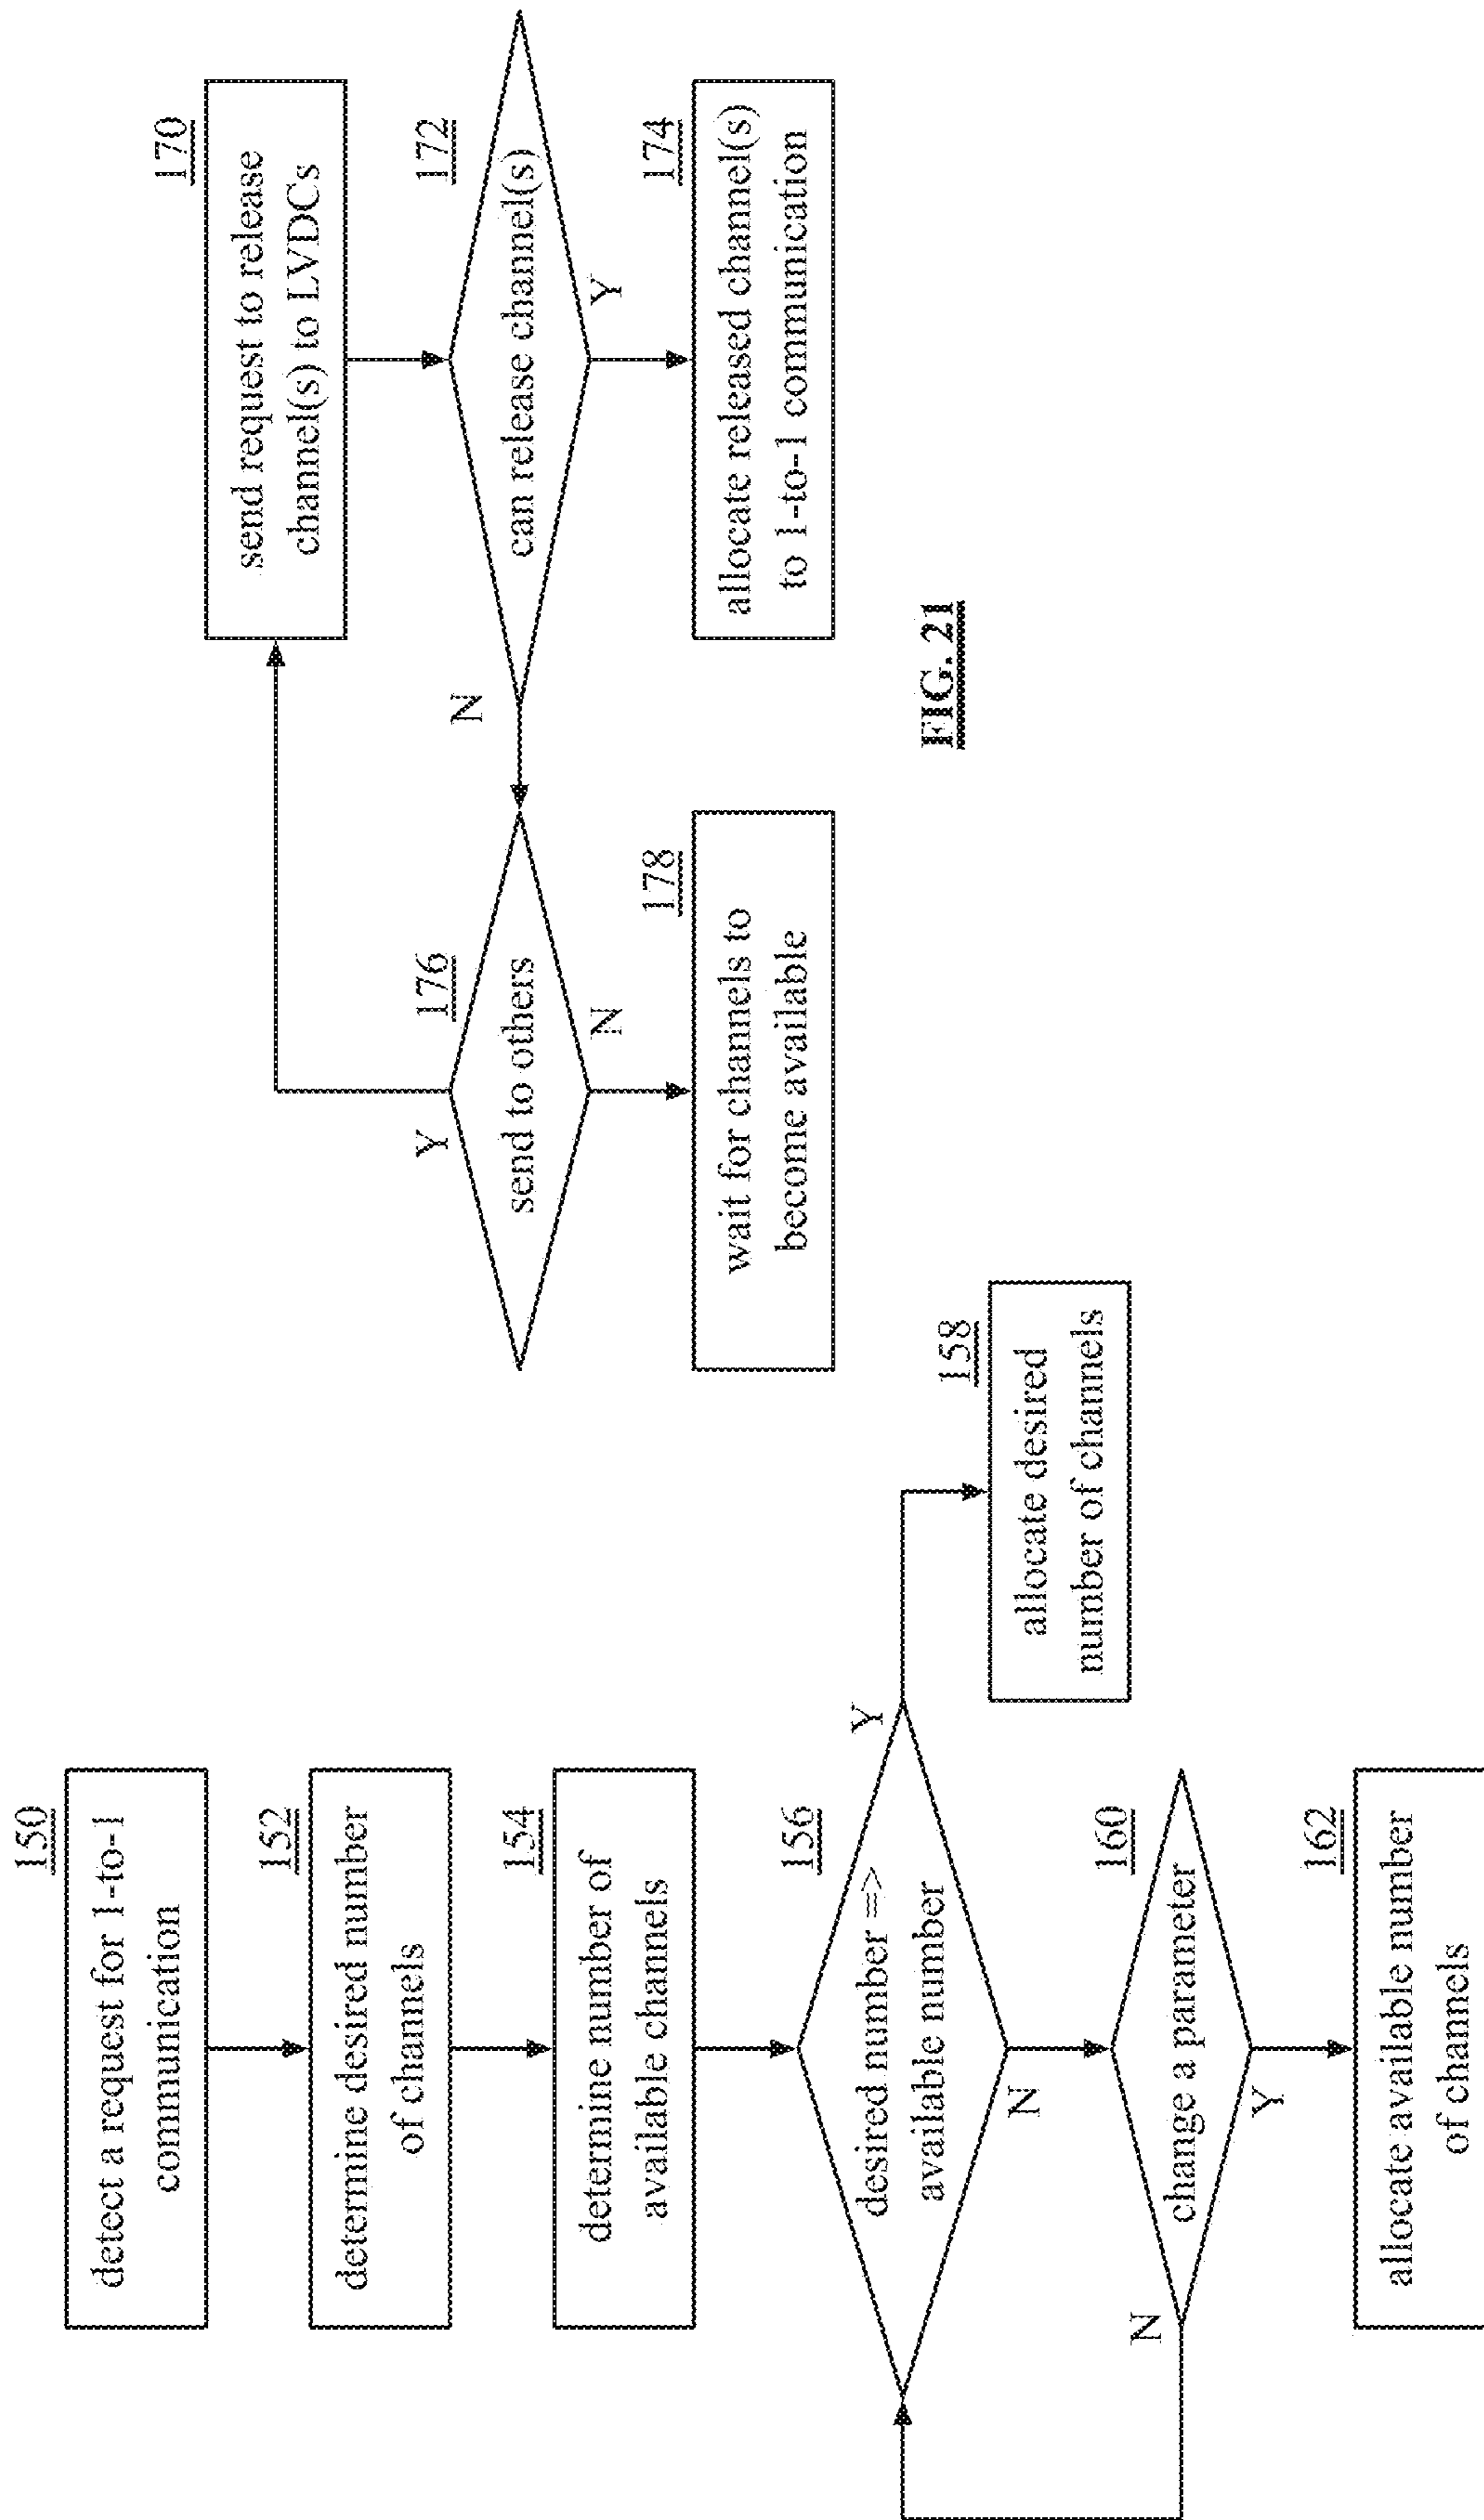 150
detect a request for 1-to-1
communication
152
determine desired number
of channels
154
determine number of
available channels
156
desired number =>
available number
Y
N
158
allocate desired
number of channels
160
change a parameter
N
Y
162
allocate available number
of channels
170
send request to release
channel(s) to LVDCs
172
can release channel(s)
N
Y
174
allocate released channel(s)
to 1-to-1 communication
176
send to others
Y
N
178
wait for channels to
become available
FIG. 21